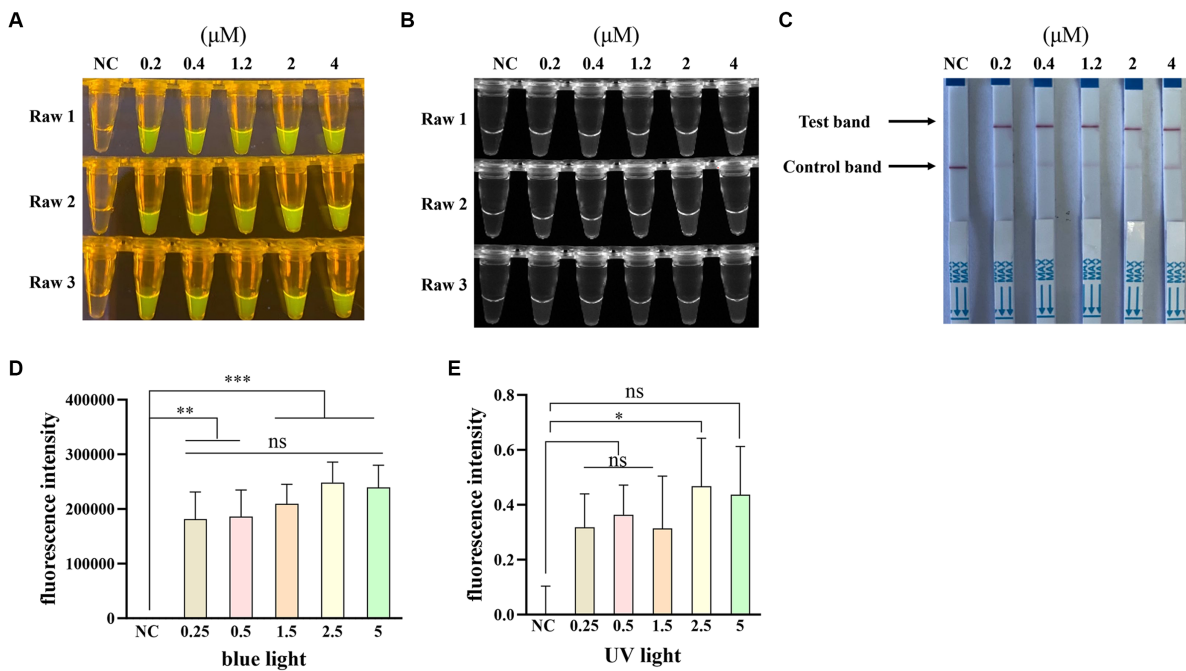 A
(μM)
NC 0.2 0.4 1.2 2 4
Raw 1
Raw 2
Raw 3
B
(μM)
NC 0.2 0.4 1.2 2 4
Raw 1
Raw 2
Raw 3
C
(μM)
NC 0.2 0.4 1.2 2 4
Test band
Control band
MAX MAX MAX MAX MAX
D
fluorescence intensity
400000
300000
200000
100000
0
***
**
ns
NC 0.25 0.5 1.5 2.5 5
blue light
E
fluorescence intensity
0.8
0.6
0.4
0.2
0.0
ns
*
ns
NC 0.25 0.5 1.5 2.5 5
UV light